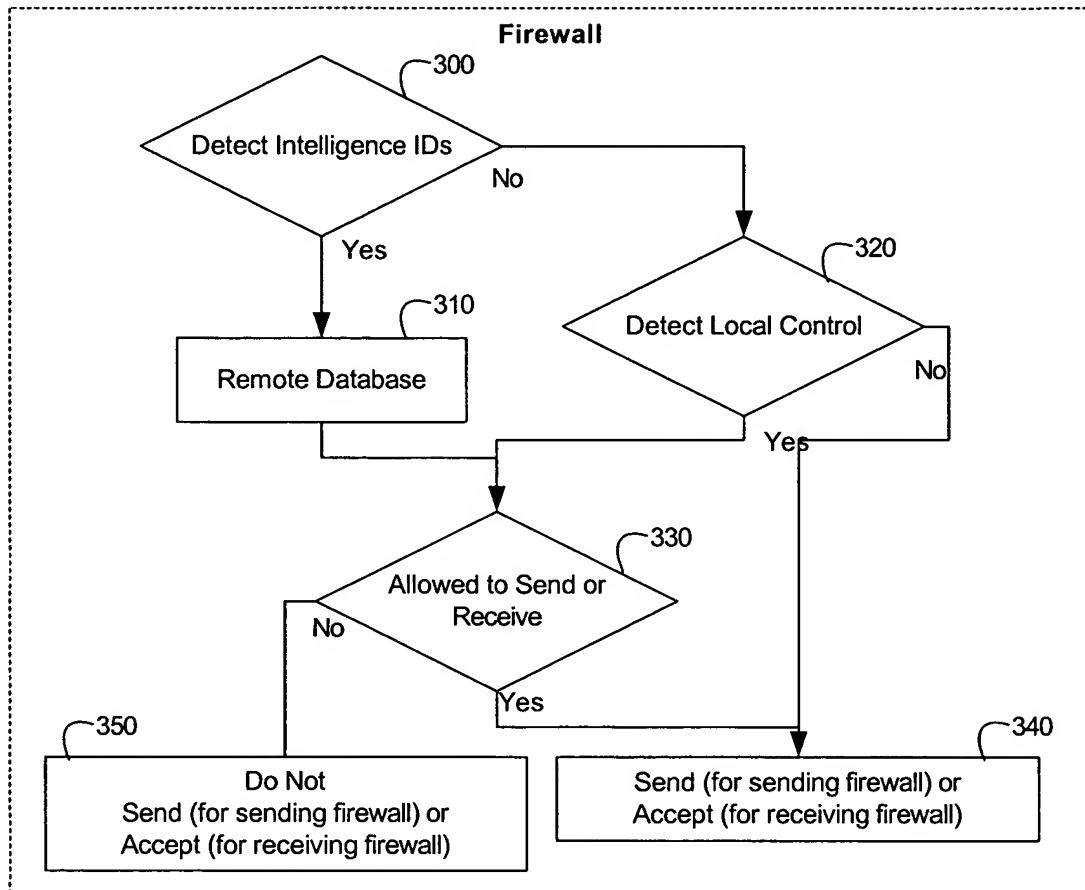 Firewall
300
Detect Intelligence IDs
No
Yes
320
310
Detect Local Control
Remote Database
No
Yes
330
Allowed to Send or
Receive
No
Yes
350
340
Do Not
Send (for sending firewall) or
Accept (for receiving firewall)
Send (for sending firewall) or
Accept (for receiving firewall)